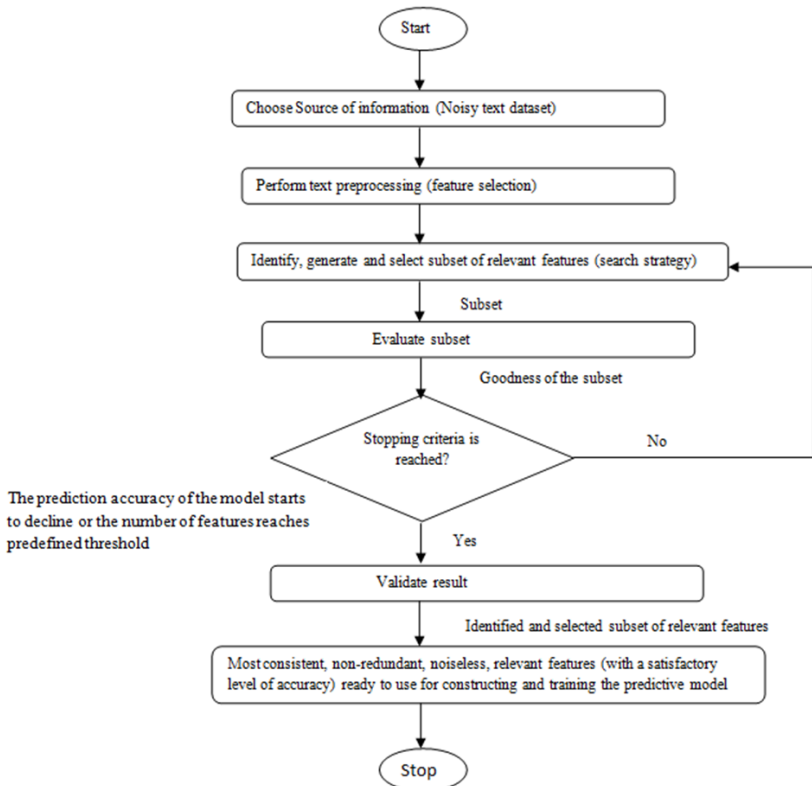 Start
Choose Source of information (Noisy text dataset)
Perform text preprocessing (feature selection)
Identify, generate and select subset of relevant features (search strategy)
Subset
Evaluate subset
Goodness of the subset
Stopping criteria is
reached?
No
The prediction accuracy of the model starts
to decline or the number of features reaches
predefined threshold
Yes
Validate result
Identified and selected subset of relevant features
Most consistent, non-redundant, noiseless, relevant features (with a satisfactory
level of accuracy) ready to use for constructing and training the predictive model
Stop